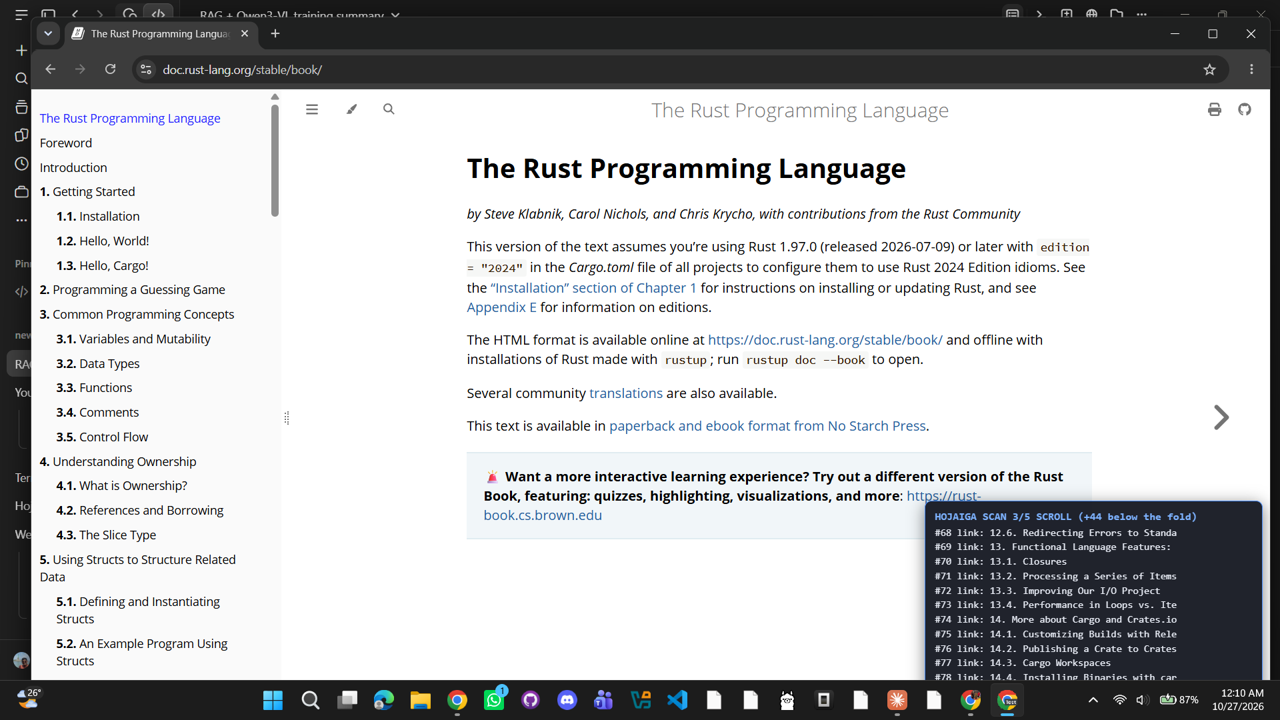 RAG + Qwen3-VL training summary
The Rust Programming Langua
doc.rust-lang.org/stable/book/
Pin
new
RA
You
Ter
Hoj
We
The Rust Programming Language
Foreword
Introduction
1. Getting Started
1.1. Installation
1.2. Hello, World!
1.3. Hello, Cargo!
2. Programming a Guessing Game
3. Common Programming Concepts
3.1. Variables and Mutability
3.2. Data Types
3.3. Functions
3.4. Comments
3.5. Control Flow
4. Understanding Ownership
4.1. What is Ownership?
4.2. References and Borrowing
4.3. The Slice Type
5. Using Structs to Structure Related
Data
5.1. Defining and Instantiating
Structs
5.2. An Example Program Using
Structs
The Rust Programming Language
The Rust Programming Language
by Steve Klabnik, Carol Nichols, and Chris Krycho, with contributions from the Rust Community
This version of the text assumes you’re using Rust 1.97.0 (released 2026-07-09) or later with edition
= "2024" in the Cargo.toml file of all projects to configure them to use Rust 2024 Edition idioms. See
the “Installation” section of Chapter 1 for instructions on installing or updating Rust, and see
Appendix E for information on editions.
The HTML format is available online at https://doc.rust-lang.org/stable/book/ and offline with
installations of Rust made with rustup; run rustup doc --book to open.
Several community translations are also available.
This text is available in paperback and ebook format from No Starch Press.
🚨 Want a more interactive learning experience? Try out a different version of the Rust
Book, featuring: quizzes, highlighting, visualizations, and more: https://rust-
book.cs.brown.edu
HOJAIGA SCAN 3/5 SCROLL (+44 below the fold)
#68 link: 12.6. Redirecting Errors to Standa
#69 link: 13. Functional Language Features:
#70 link: 13.1. Closures
#71 link: 13.2. Processing a Series of Items
#72 link: 13.3. Improving Our I/O Project
#73 link: 13.4. Performance in Loops vs. Ite
#74 link: 14. More about Cargo and Crates.io
#75 link: 14.1. Customizing Builds with Rele
#76 link: 14.2. Publishing a Crate to Crates
#77 link: 14.3. Cargo Workspaces
#78 link: 14.4. Installing Binaries with car
26°
1
87%
12:10 AM
10/27/2026